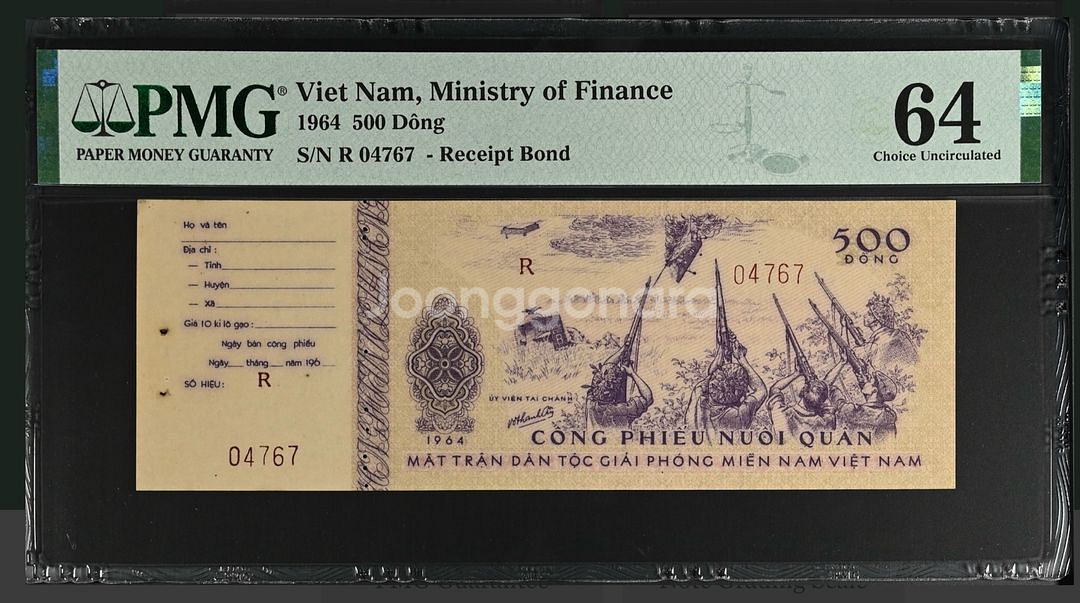 PMG®
PAPER MONEY GUARANTY
Viet Nam, Ministry of Finance
1964 500 Dông
S/N R 04767 - Receipt Bond
64
Choice Uncirculated
Họ và tên
Địa chỉ :
— Tỉnh
— Huyện
— Xã
Giá 10 kí lô gạo :
Ngày bán công phiếu
Ngày tháng năm 196
SỐ HIỆU : R
04767
R
04767
500
ĐỒNG
Joonggonara
ỦY VIÊN TÀI CHÁNH
1964
CÔNG PHIẾU NUÔI QUÂN
MẶT TRẬN DÂN TỘC GIẢI PHÓNG MIỀN NAM VIỆT NAM